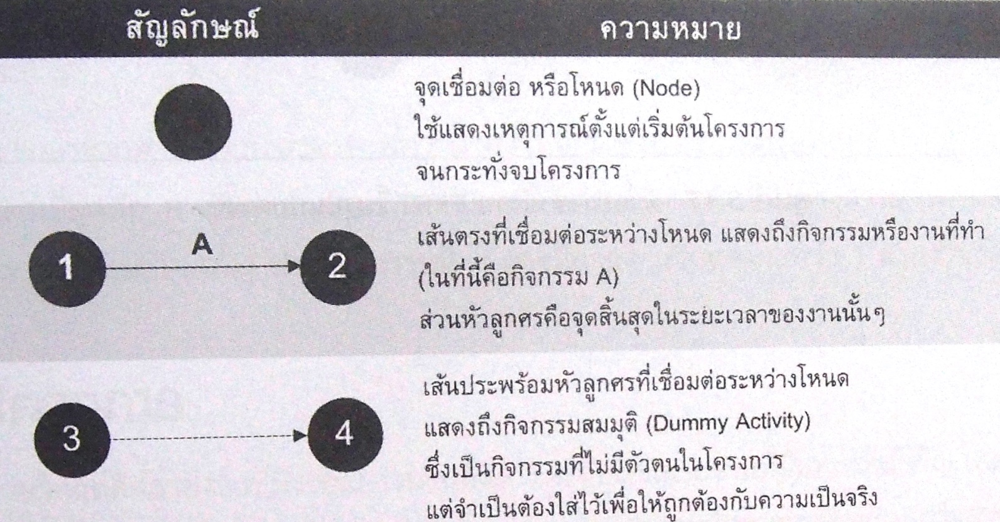 สัญลักษณ์ ความหมาย
จุดเชื่อมต่อ หรือโหนด (Node)
ใช้แสดงเหตุการณ์ตั้งแต่เริ่มต้นโครงการ
จนกระทั่งจบโครงการ
1 A 2
เส้นตรงที่เชื่อมต่อระหว่างโหนด แสดงถึงกิจกรรมหรืองานที่ทำ
(ในที่นี้คือกิจกรรม A)
ส่วนหัวลูกศรคือจุดสิ้นสุดในระยะเวลาของงานนั้นๆ
3 4
เส้นประพร้อมหัวลูกศรที่เชื่อมต่อระหว่างโหนด
แสดงถึงกิจกรรมสมมุติ (Dummy Activity)
ซึ่งเป็นกิจกรรมที่ไม่มีตัวตนในโครงการ
แต่จำเป็นต้องใส่ไว้เพื่อให้ถูกต้องกับความเป็นจริง